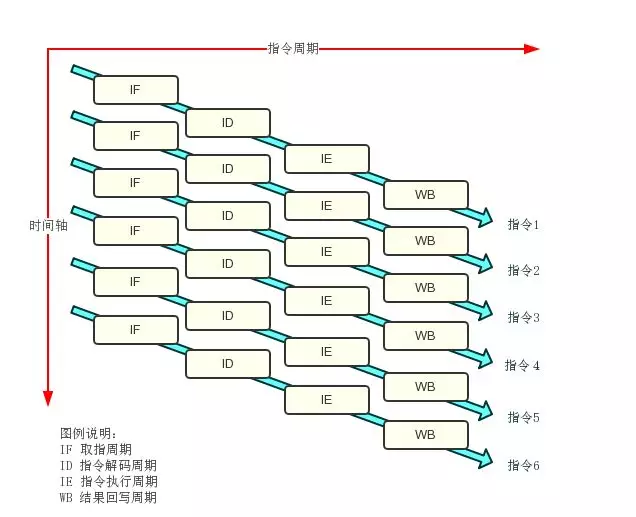 指令周期
IF
ID
IE
WB
指令1
IF
ID
IE
WB
指令2
IF
ID
IE
WB
指令3
时间轴
IF
ID
IE
WB
指令4
IF
ID
IE
WB
指令5
IF
ID
IE
WB
指令6
图例说明:
IF 取指周期
ID 指令解码周期
IE 指令执行周期
WB 结果回写周期